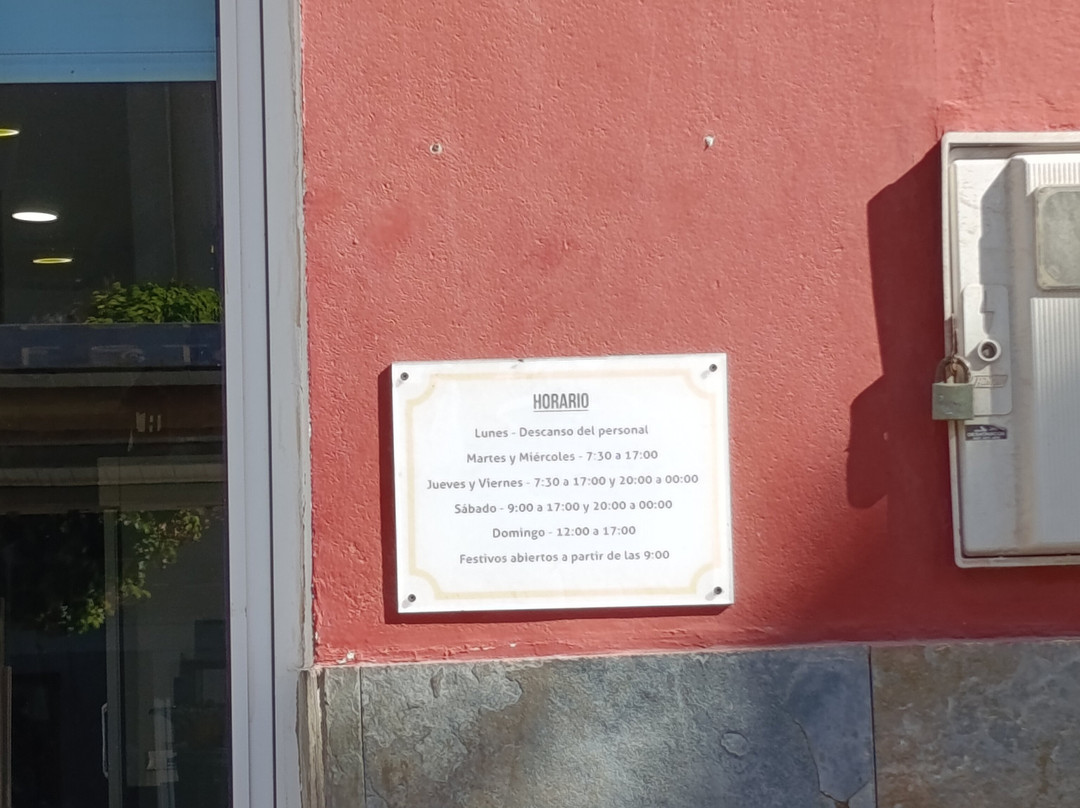 HORARIO
Lunes - Descanso del personal
Martes y Miércoles - 7:30 a 17:00
Jueves y Viernes - 7:30 a 17:00 y 20:00 a 00:00
Sábado - 9:00 a 17:00 y 20:00 a 00:00
Domingo - 12:00 a 17:00
Festivos abiertos a partir de las 9:00